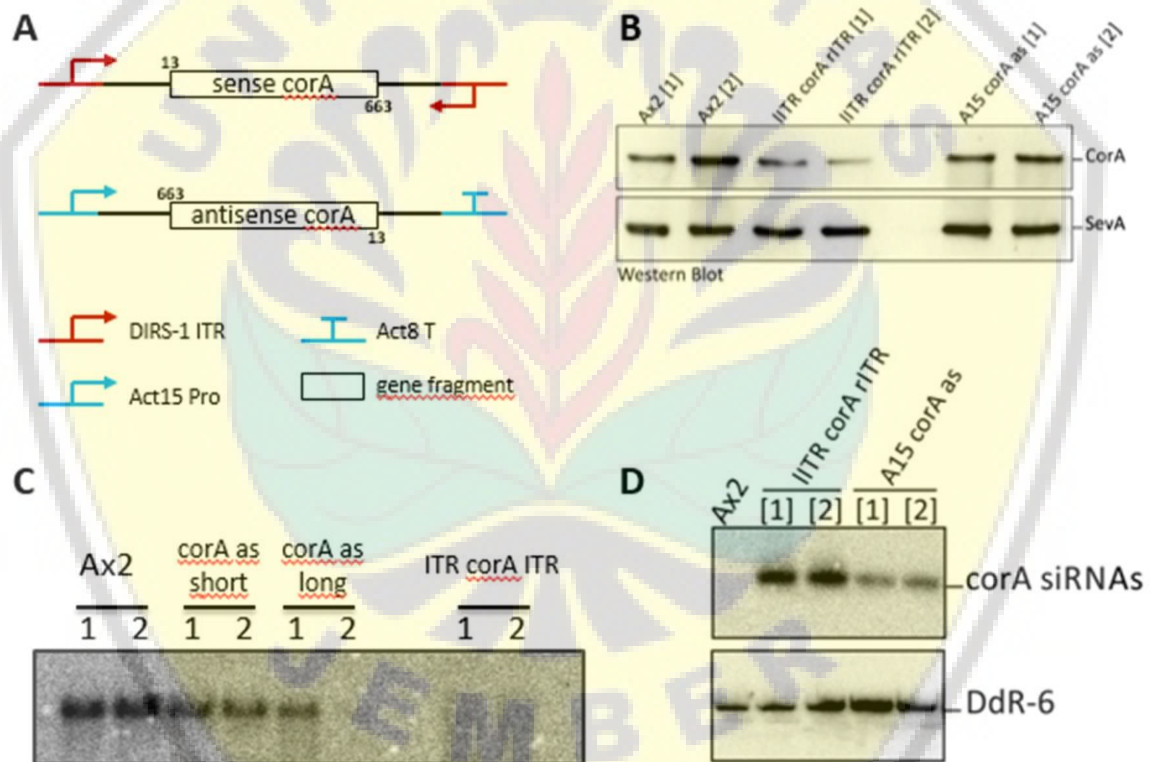 A
13
sense corA
663
663
antisense corA
13
DIRS-1 ITR
Act8 T
Act15 Pro
gene fragment
B
Ax2 [1]
Ax2 [2]
lITR corA rITR [1]
lITR corA rITR [2]
A15 corA as [1]
A15 corA as [2]
CorA
SevA
Western Blot
C
Ax2
corA as short
corA as long
ITR corA ITR
1 2 1 2 1 2 1 2
D
Ax2
lITR corA rITR
A15 corA as
[1] [2] [1] [2]
corA siRNAs
DdR-6